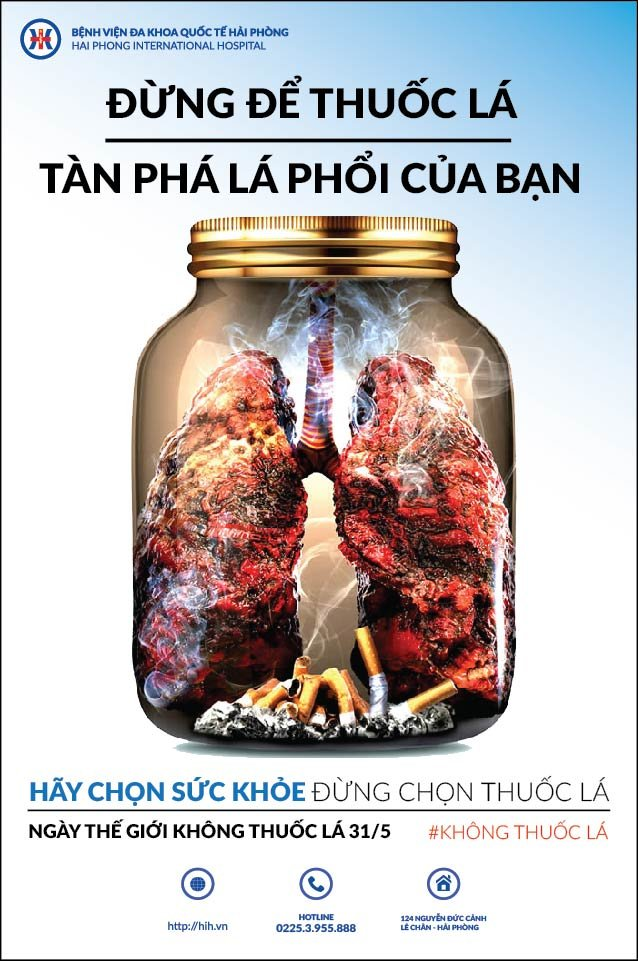 BỆNH VIỆN ĐA KHOA QUỐC TẾ HẢI PHÒNG
HAI PHONG INTERNATIONAL HOSPITAL
ĐỪNG ĐỂ THUỐC LÁ
TÀN PHÁ LÁ PHỔI CỦA BẠN
HÃY CHỌN SỨC KHỎE ĐỪNG CHỌN THUỐC LÁ
NGÀY THẾ GIỚI KHÔNG THUỐC LÁ 31/5 #KHÔNG THUỐC LÁ
http://hih.vn
HOTLINE
0225.3.955.888
124 NGUYỄN ĐỨC CẢNH
LÊ CHÂN - HẢI PHÒNG